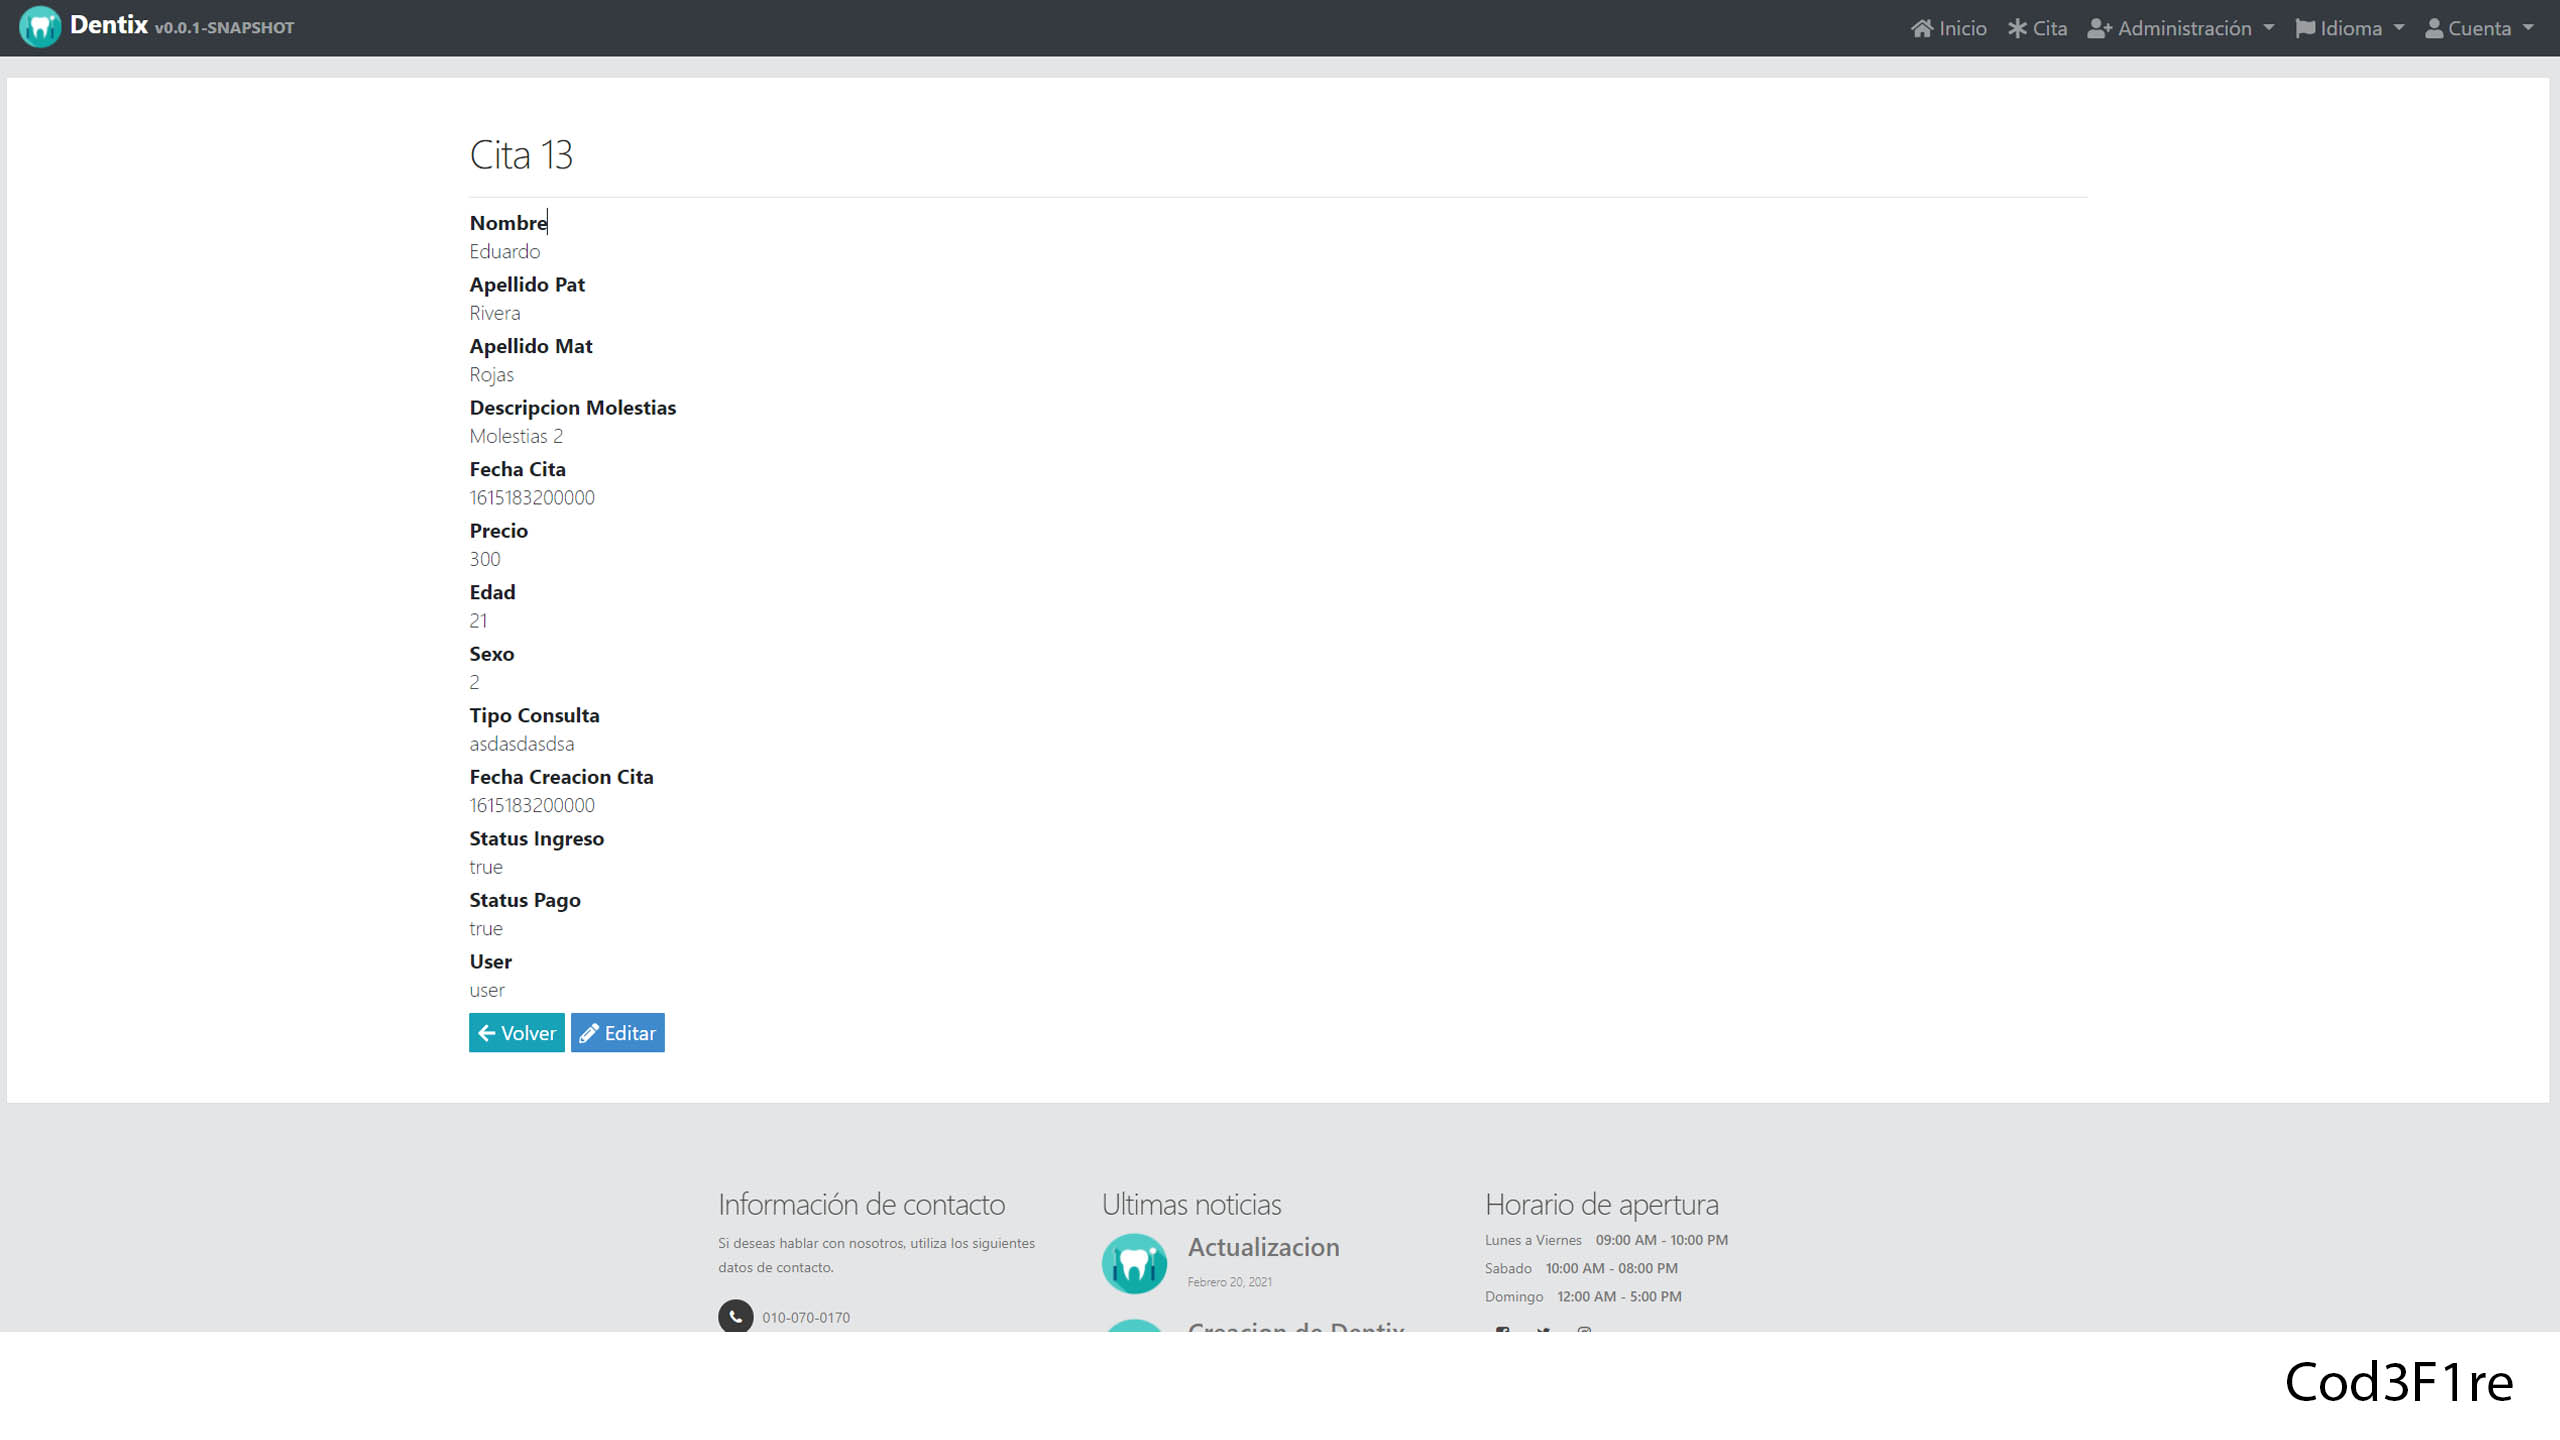 Dentix v0.0.1-SNAPSHOT
Inicio Cita Administración Idioma Cuenta
Cita 13
Nombre
Eduardo
Apellido Pat
Rivera
Apellido Mat
Rojas
Descripcion Molestias
Molestias 2
Fecha Cita
1615183200000
Precio
300
Edad
21
Sexo
2
Tipo Consulta
asdasdasdsa
Fecha Creacion Cita
1615183200000
Status Ingreso
true
Status Pago
true
User
user
Volver Editar
Información de contacto
Si deseas hablar con nosotros, utiliza los siguientes
datos de contacto.
010-070-0170
Ultimas noticias
Actualizacion
Febrero 20, 2021
Creacion de Dentix
Horario de apertura
Lunes a Viernes 09:00 AM - 10:00 PM
Sabado 10:00 AM - 08:00 PM
Domingo 12:00 AM - 5:00 PM
Cod3F1re